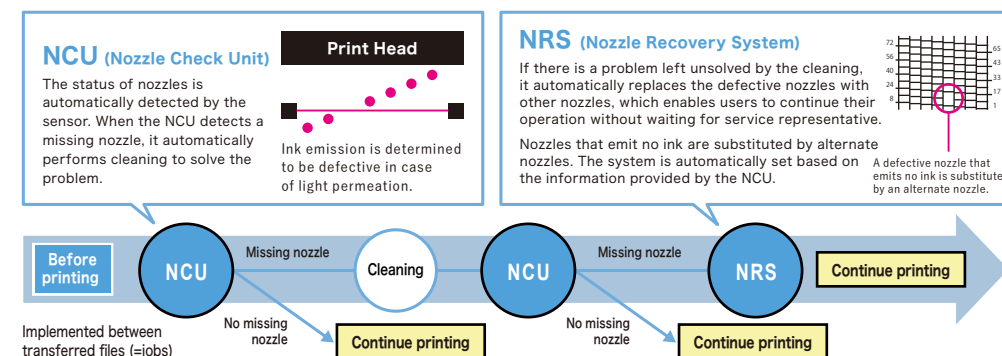 NCU (Nozzle Check Unit)
The status of nozzles is
automatically detected by the
sensor. When the NCU detects a
missing nozzle, it automatically
performs cleaning to solve the
problem.
Print Head
Ink emission is determined
to be defective in case
of light permeation.
NRS (Nozzle Recovery System)
If there is a problem left unsolved by the cleaning,
it automatically replaces the defective nozzles with
other nozzles, which enables users to continue their
operation without waiting for service representative.
Nozzles that emit no ink are substituted by alternate
nozzles. The system is automatically set based on
the information provided by the NCU.
72
56
40
24
8
65
43
33
17
1
A defective nozzle that
emits no ink is substitute
by an alternate nozzle.
Before
printing
NCU
Missing nozzle
Cleaning
NCU
Missing nozzle
NRS
Continue printing
No missing
nozzle
Continue printing
No missing
nozzle
Continue printing
Implemented between
transferred files (=jobs)